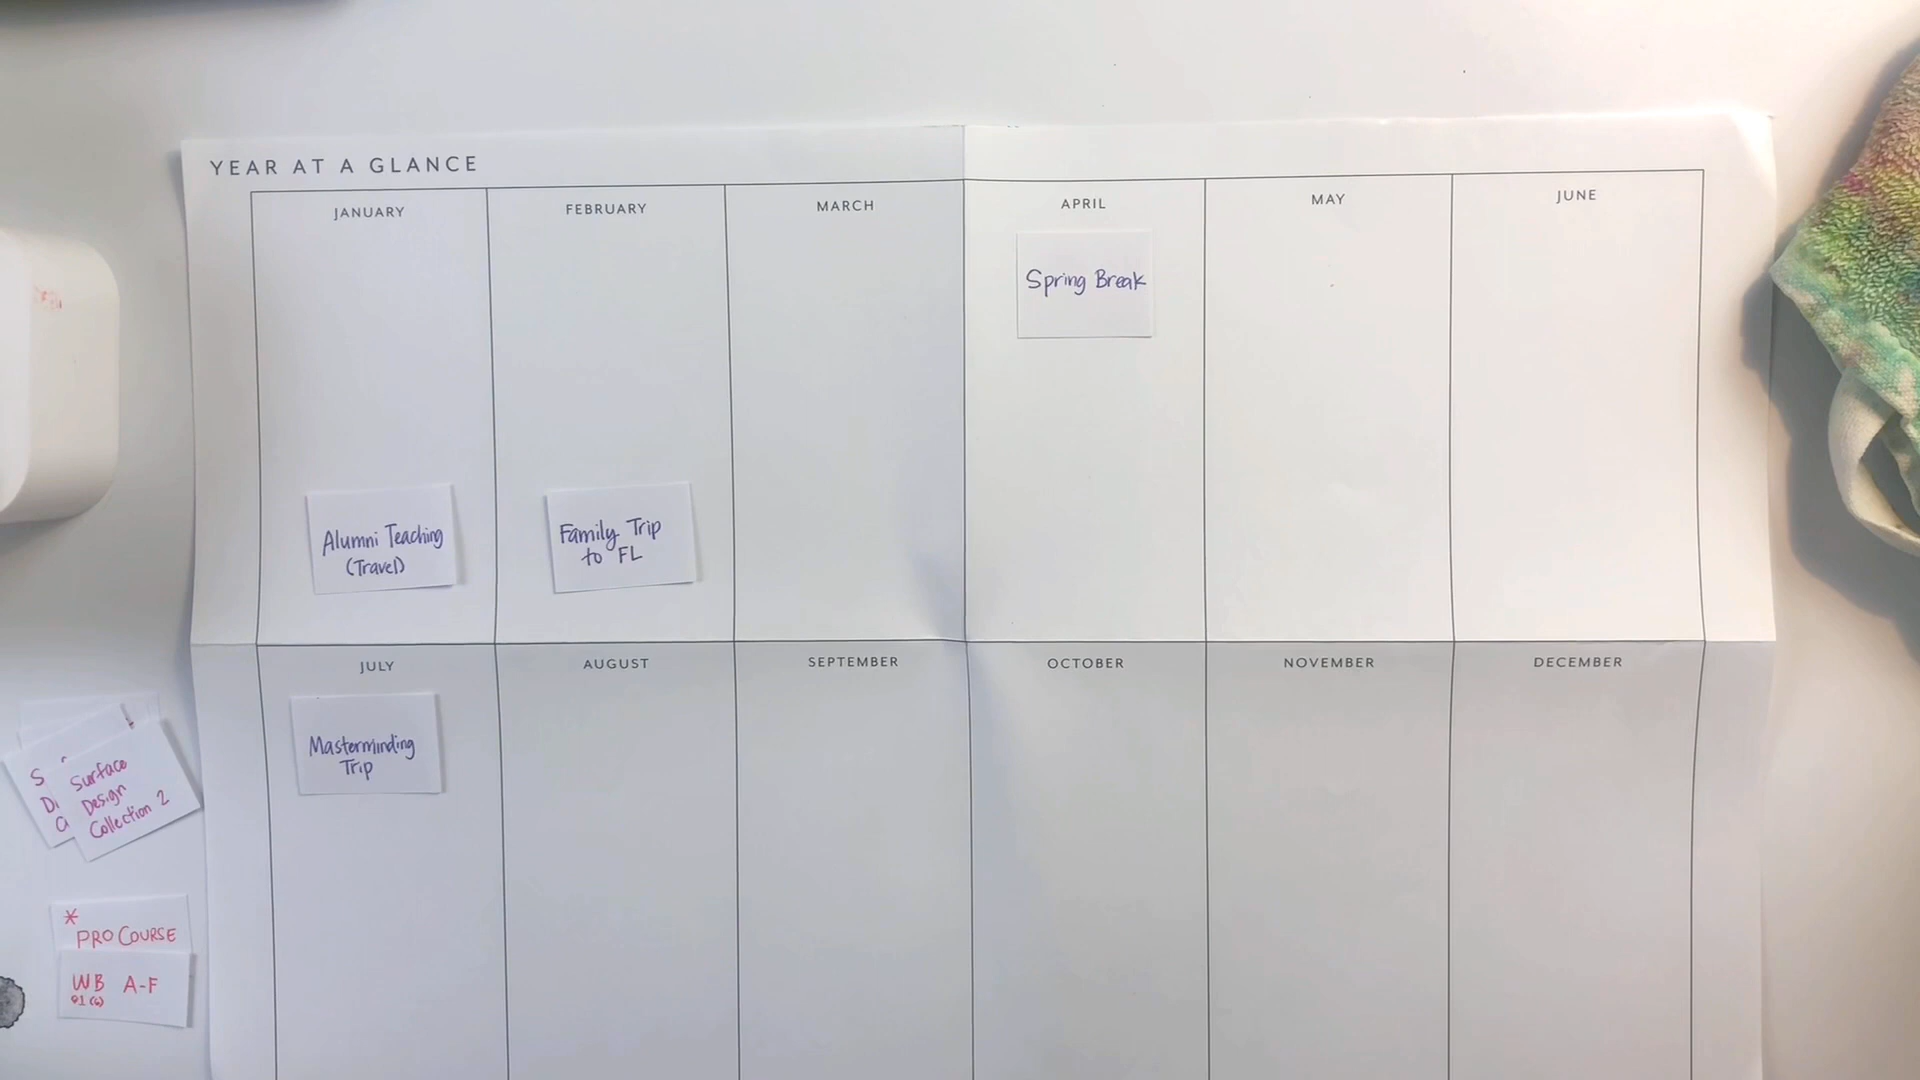 YEAR AT A GLANCE
JANUARY
FEBRUARY
MARCH
APRIL
MAY
JUNE
Spring Break
Alumni Teaching
(Travel)
Family Trip
to FL
JULY
AUGUST
SEPTEMBER
OCTOBER
NOVEMBER
DECEMBER
Masterminding
Trip
Surface
Design
Collection 2
*
PRO COURSE
WB A-F